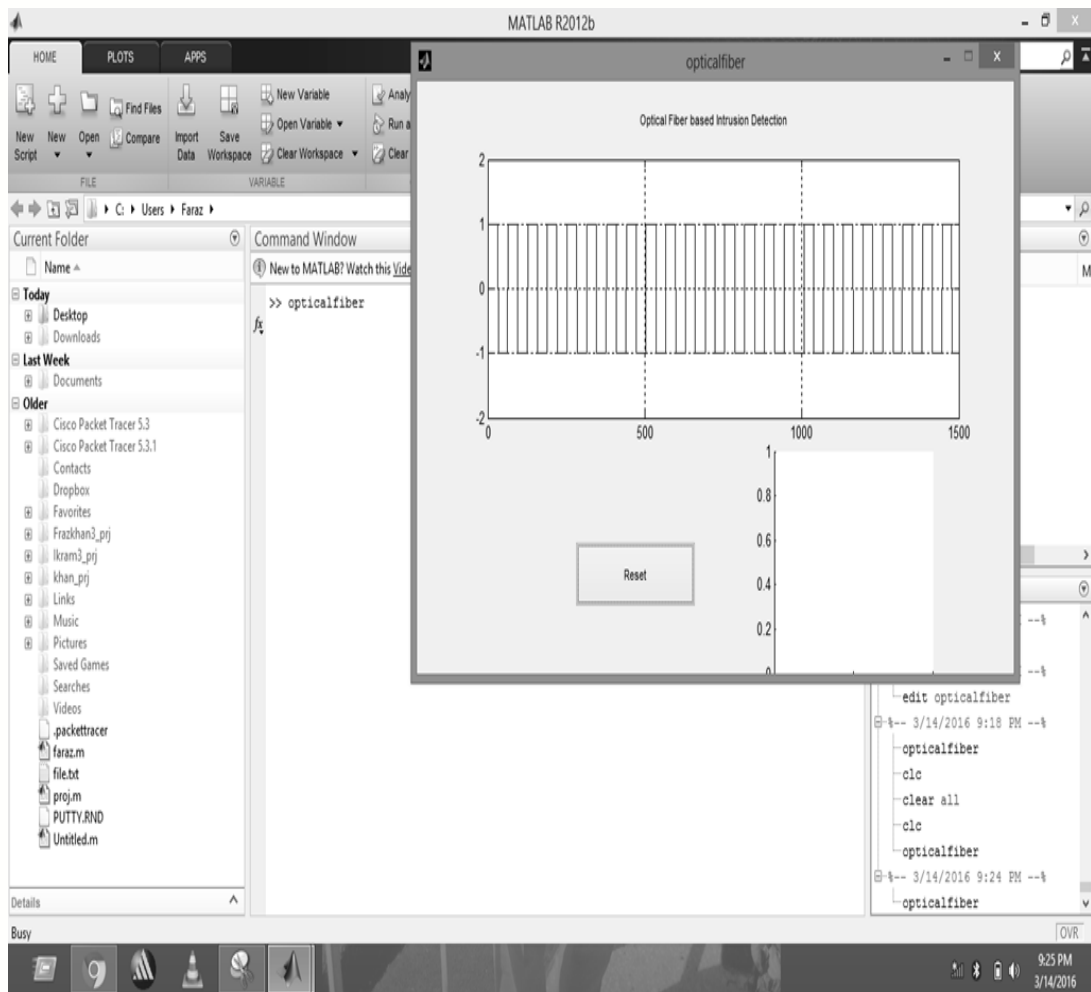 MATLAB R2012b
HOME PLOTS APPS
New Script
New
Open
Find Files
Compare
Import Data
Save Workspace
New Variable
Open Variable
Clear Workspace
Analy
Run a
Clear
FILE
VARIABLE
C: Users Faraz
Current Folder
Name
Today
Desktop
Downloads
Last Week
Documents
Older
Cisco Packet Tracer 5.3
Cisco Packet Tracer 5.3.1
Contacts
Dropbox
Favorites
Frazkhan3_prj
Ikram3_prj
khan_prj
Links
Music
Pictures
Saved Games
Searches
Videos
.packettracer
faraz.m
file.txt
proj.m
PUTTY.RND
Untitled.m
Details
Command Window
New to MATLAB? Watch this Vide
>> opticalfiber
fx
opticalfiber
Optical Fiber based Intrusion Detection
2
1
0
-1
-2
0 500 1000 1500
1
0.8
0.6
0.4
0.2
0
Reset
M
--%
--%
edit opticalfiber
%-- 3/14/2016 9:18 PM --%
opticalfiber
clc
clear all
clc
opticalfiber
%-- 3/14/2016 9:24 PM --%
opticalfiber
Busy
OVR
9:25 PM
3/14/2016